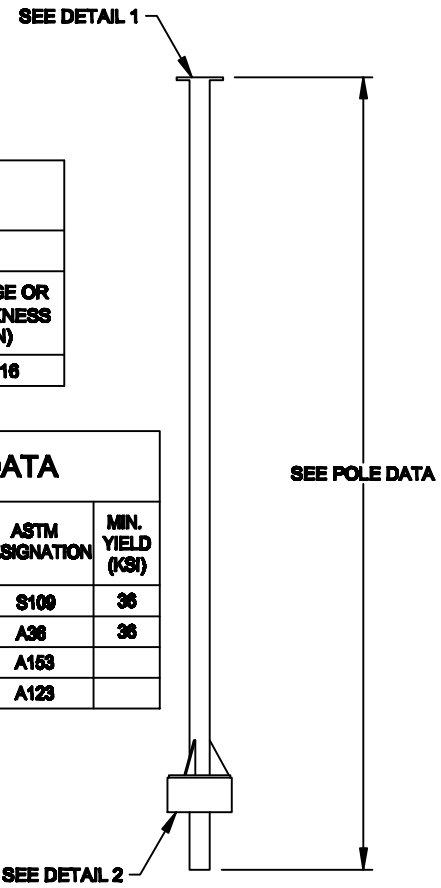 SEE DETAIL 1
GE OR
KNESS
N)
16
DATA
ASTM
SIGNATION
MIN.
YIELD
(KSI)
S109 36
A36 36
A153
A123
SEE POLE DATA
SEE DETAIL 2